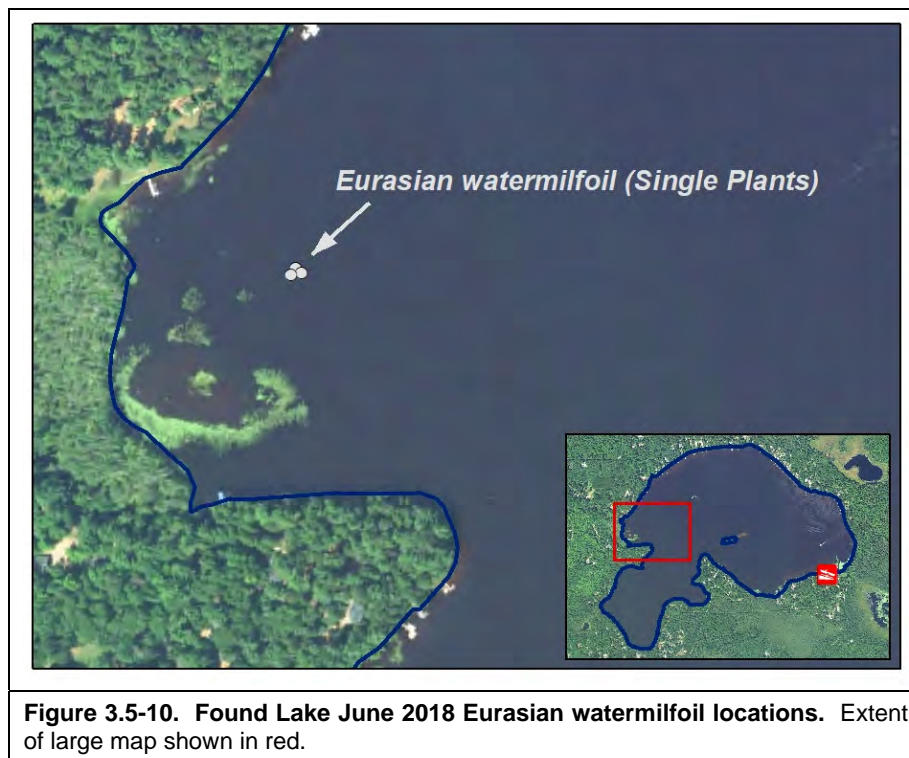 Eurasian watermilfoil (Single Plants)
Figure 3.5-10. Found Lake June 2018 Eurasian watermilfoil locations. Extent
of large map shown in red.